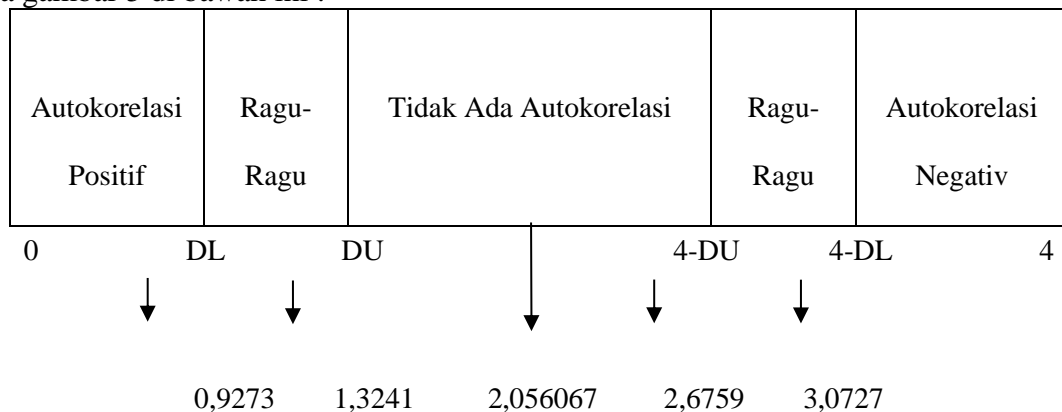 a gambar 3 di bawah ini :
Autokorelasi Ragu- Tidak Ada Autokorelasi Ragu- Autokorelasi
Positif Ragu Ragu Negativ
0 DL DU 4-DU 4-DL 4
0,9273 1,3241 2,056067 2,6759 3,0727